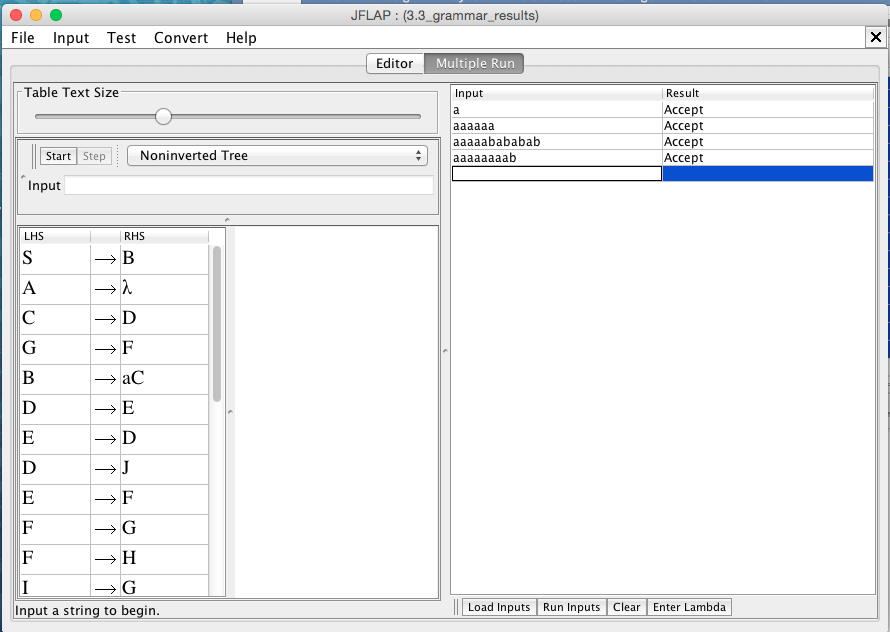 JFLAP : (3.3_grammar_results)
File Input Test Convert Help
Editor Multiple Run
Table Text Size
Start Step Noninverted Tree
Input
LHS RHS
S → B
A → λ
C → D
G → F
B → aC
D → E
E → D
D → J
E → F
F → G
F → H
I → G
Input a string to begin.
Input Result
a Accept
aaaaaa Accept
aaaaabababab Accept
aaaaaaaab Accept
Load Inputs Run Inputs Clear Enter Lambda